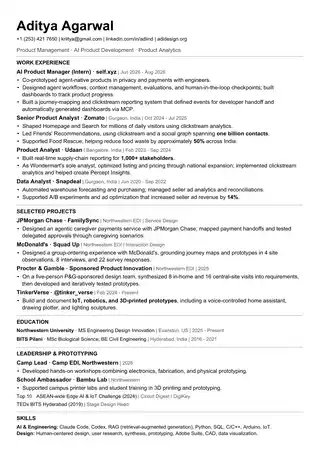 Aditya Agarwal
+1 (253) 421 7650 | knitya@gmail.com | linkedin.com/in/adiind | adidesign.org
Product Management · AI Product Development · Product Analytics
WORK EXPERIENCE
AI Product Manager (Intern) · self.xyz | Jun 2026 - Aug 2026
• Co-prototyped agent-native products in privacy and payments with engineers.
• Designed agent workflows, context management, evaluations, and human-in-the-loop checkpoints; built
dashboards to track product progress.
• Built a journey-mapping and clickstream reporting system that defined events for developer handoff and
automatically generated dashboards via MCP.
Senior Product Analyst · Zomato | Gurgaon, India | Oct 2024 - Jul 2025
• Shaped Homepage and Search for millions of daily visitors using clickstream analytics.
• Led Friends' Recommendations, using clickstream and a social graph spanning one billion contacts.
• Supported Food Rescue, helping reduce food waste by approximately 50% across India.
Product Analyst · Udaan | Bangalore, India | Feb 2023 - Sep 2024
• Built real-time supply-chain reporting for 1,000+ stakeholders.
• As Wondermart's sole analyst, optimized listing and pricing through national expansion; implemented clickstream
analytics and helped create Percept Insights.
Data Analyst · Snapdeal | Gurgaon, India | Jun 2020 - Sep 2022
• Automated warehouse forecasting and purchasing; managed seller ad analytics and reconciliations.
• Supported A/B experiments and ad optimization that increased seller ad revenue by 14%.
SELECTED PROJECTS
JPMorgan Chase · FamilySync | Northwestern EDI | Service Design
• Designed an agentic caregiver payments service with JPMorgan Chase; mapped payment handoffs and tested
delegated approvals through caregiving scenarios.
McDonald's · Squad Up | Northwestern EDI | Interaction Design
• Designed a group-ordering experience with McDonald's, grounding journey maps and prototypes in 4 site
observations, 8 interviews, and 22 survey responses.
Procter & Gamble · Sponsored Product Innovation | Northwestern EDI | 2025
• On a five-person P&G-sponsored design team, synthesized 8 in-home and 16 central-site visits into requirements,
then developed and iteratively tested prototypes.
TinkerVerse · @tinker_verse | Feb 2024 - Present
• Build and document IoT, robotics, and 3D-printed prototypes, including a voice-controlled home assistant,
drawing plotter, and lighting sculptures.
EDUCATION
Northwestern University · MS Engineering Design Innovation | Evanston, US | 2025 - Present
BITS Pilani · MSc Biological Science, BE Civil Engineering | Hyderabad, India | 2016 - 2021
LEADERSHIP & PROTOTYPING
Camp Lead · Camp EDL Northwestern | 2026
• Developed hands-on workshops combining electronics, fabrication, and physical prototyping.
School Ambassador · Bambu Lab | Northwestern
• Supported campus printer labs and student training in 3D printing and prototyping.
Top 10 · ASEAN-wide Edge AI & IoT Challenge (2024) | Circuit Digest / DigiKey
TEDx BITS Hyderabad (2019) | Stage Design Head
SKILLS
AI & Engineering: Claude Code, Codex, RAG (retrieval-augmented generation), Python, SQL, C/C++, Arduino, IoT.
Design: Human-centered design, user research, synthesis, prototyping, Adobe Suite, CAD, data visualization.